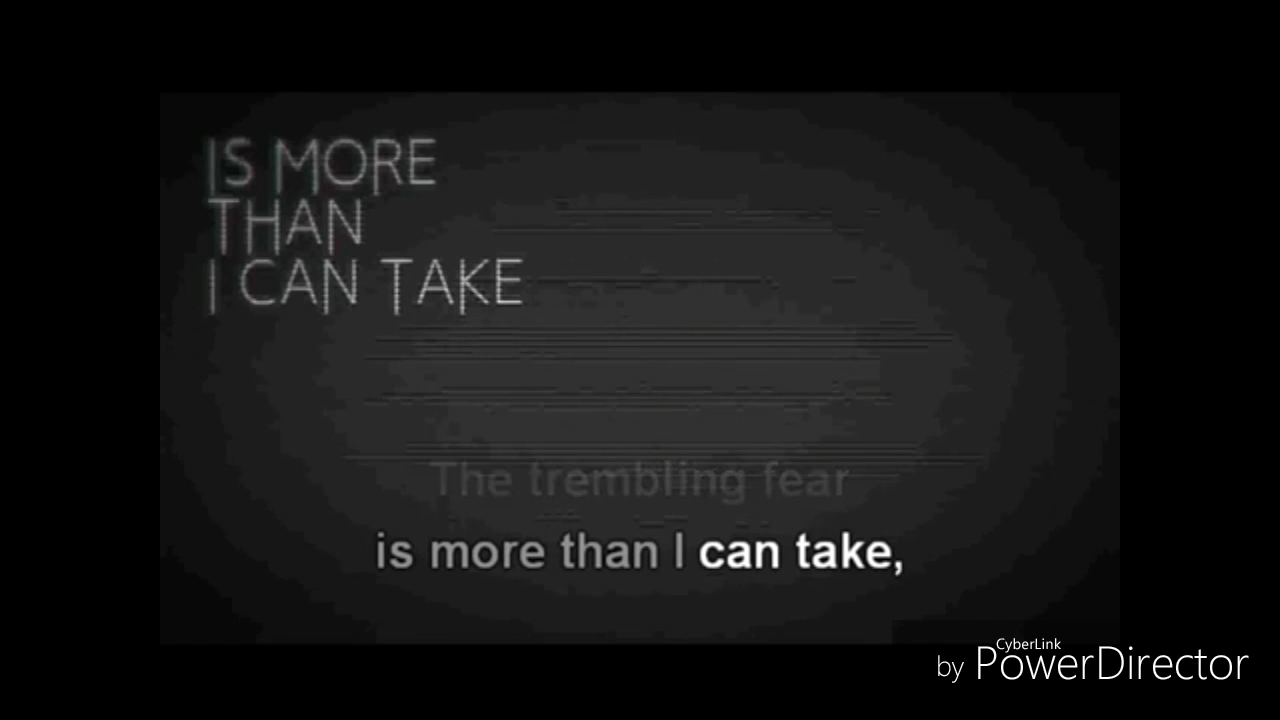 IS MORE
THAN
I CAN TAKE
The trembling fear
is more than I can take,
CyberLink
by PowerDirector